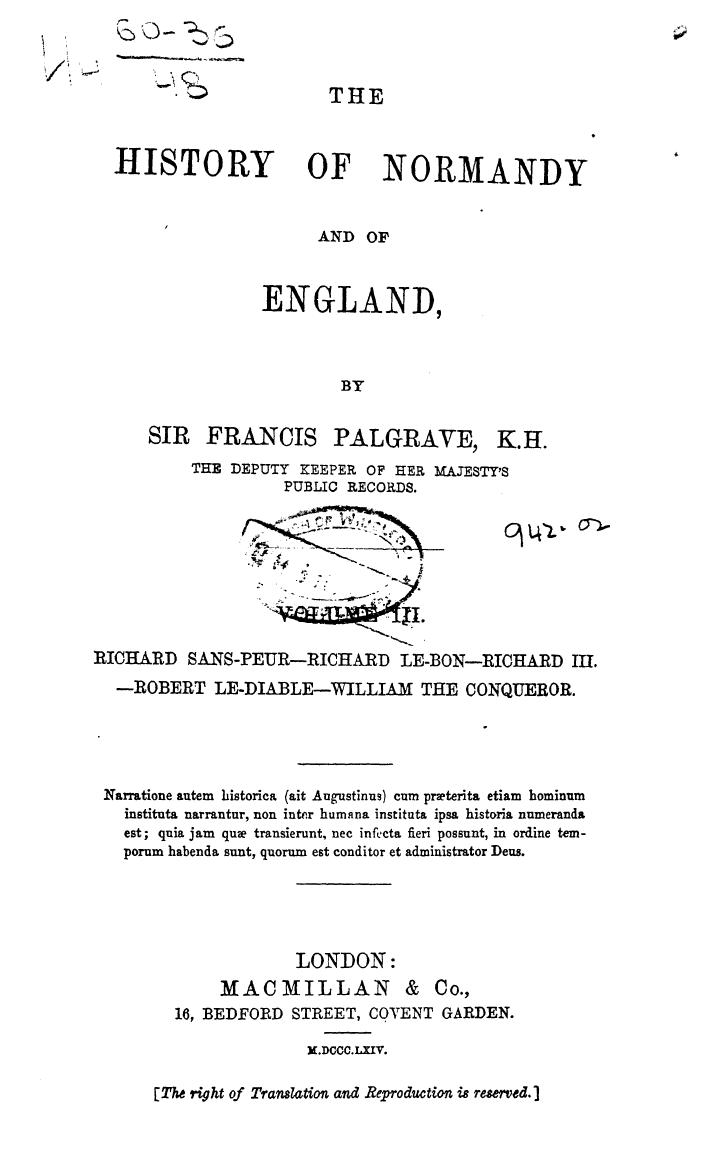 60-36
48
THE
HISTORY OF NORMANDY
AND OF
ENGLAND,
BY
SIR FRANCIS PALGRAVE, K.H.
THE DEPUTY KEEPER OF HER MAJESTY'S
PUBLIC RECORDS.
942.02
OF WIMBLEDON
VOLUME III.
RICHARD SANS-PEUR—RICHARD LE-BON—RICHARD III.
—ROBERT LE-DIABLE—WILLIAM THE CONQUEROR.
Narratione autem historica (ait Augustinus) cum præterita etiam hominum
instituta narrantur, non inter humana instituta ipsa historia numeranda
est; quia jam quæ transierunt, nec infecta fieri possunt, in ordine tem-
porum habenda sunt, quorum est conditor et administrator Deus.
LONDON:
MACMILLAN & Co.,
16, BEDFORD STREET, COVENT GARDEN.
M.DCCC.LXIV.
[The right of Translation and Reproduction is reserved.]